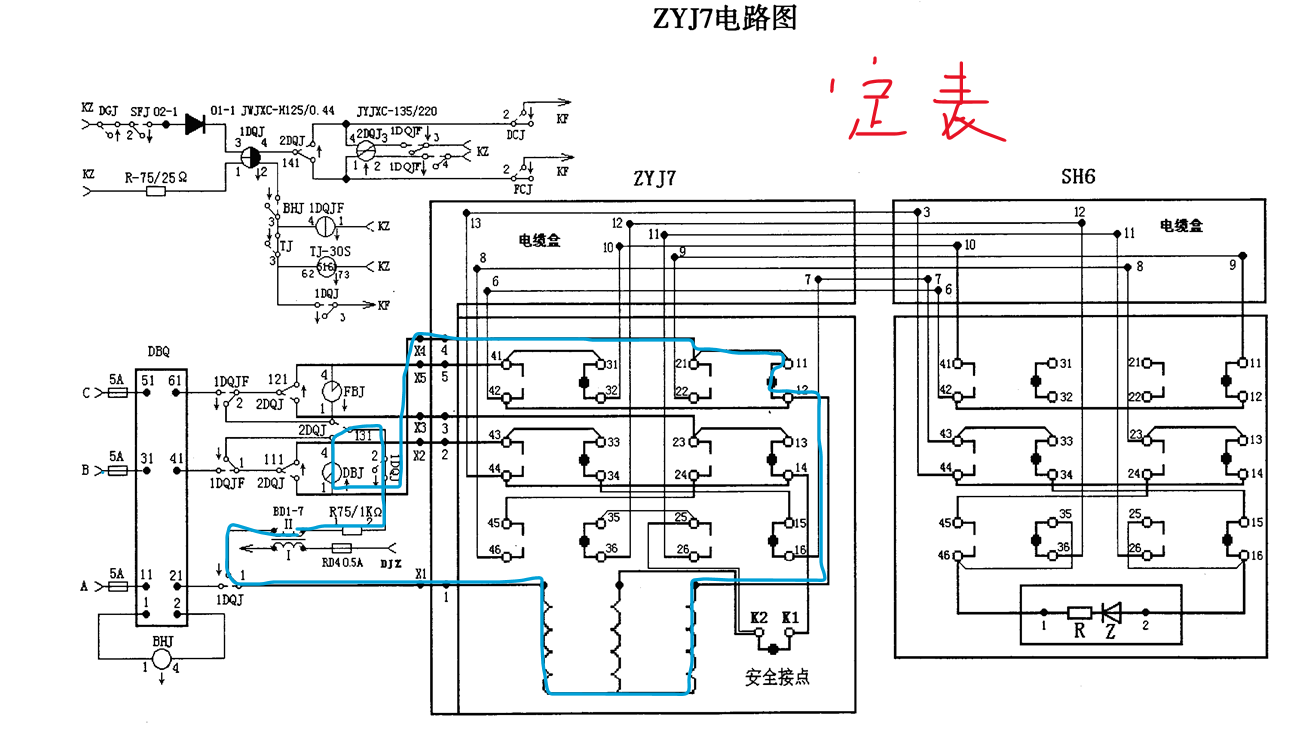 ZYJ7电路图
定表
KZ DGJ SFJ 02-1 01-1 JWJXC-H125/0.44 JYJXC-135/220
2 KF
1DQJ 2DQJ 4 2DQJ 3 1DQJF 3 DCJ
3 4 141 1 2 1DQJF 4 KZ
1 2 2 KF
KZ R-75/25Ω FCJ
BHJ 1DQJF
3 4 1 KZ
TJ TJ-30S
3 62 51 61 73 KZ
1DQJ
3 KF
ZYJ7 SH6
电缆盒 电缆盒
13 12 11 10 9 8 7 6
3 12 11 10 9 8 7 6
DBQ
C 5A 51 61 1DQJF 2 121 2DQJ 4 FBJ 1
X4 4
X5 5
2DQJ 131
X3 3
X2 2
B 5A 31 41 1DQJF 1 111 2DQJ 4 DBJ 1 2 1DQJ 1
BD1-7 R75/1KΩ
II 1 2
I RD4 0.5A DJZ
A 5A 11 21 1 1DQJ X1 1
1 2
BHJ
1 4
41 31 21 11
42 32 22 12
43 33 23 13
44 34 24 14
45 35 25 15
46 36 26 16
K2 K1
安全接点
41 31 21 11
42 32 22 12
43 33 23 13
44 34 24 14
45 35 25 15
46 36 26 16
1 R Z 2